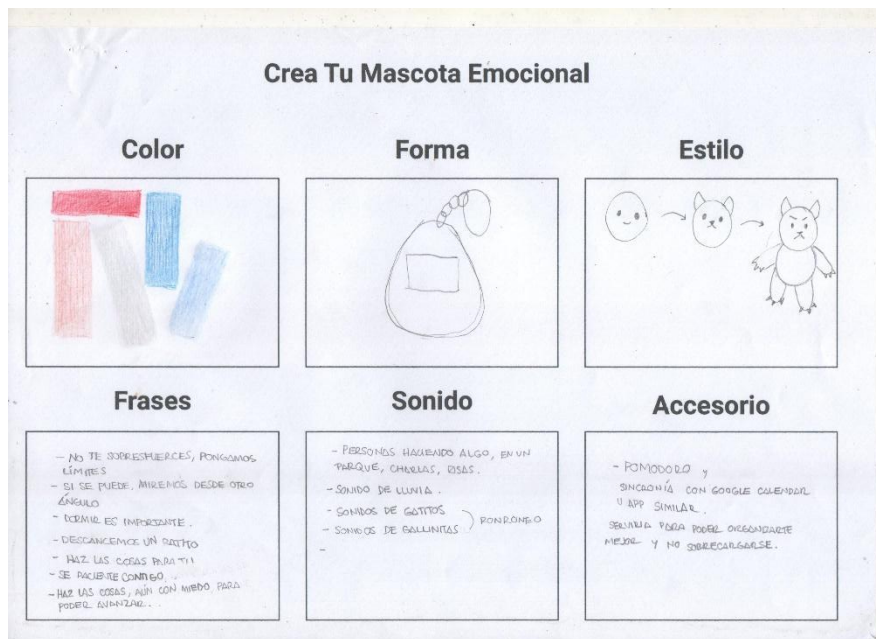 Crea Tu Mascota Emocional
Color
Forma
Estilo
Frases
- NO TE SOBRESFUERCES, PONGAMOS
LÍMITES
- SI SE PUEDE, MIREMOS DESDE OTRO
ÁNGULO
- DORMIR ES IMPORTANTE.
- DESCANCEMOS UN RATITO
- HAZ LAS COSAS PARA TI!
- SE PACIENTE CONTIGO.
- HAZ LAS COSAS, AÚN CON MIEDO, PARA
PODER AVANZAR...
Sonido
- PERSONAS HACIENDO ALGO, EN UN
PARQUE, CHARLAS, RISAS.
- SONIDO DE LLUVIA.
- SONIDOS DE GATITOS
- SONIDOS DE GALLINITAS
RONRONEO
-
Accesorio
- POMODORO y
SINCRONÍA CON GOOGLE CALENDAR
U APP SIMILAR.
SERVIRIA PARA PODER ORGANIZARTE
MEJOR Y NO SOBRECARGARSE.